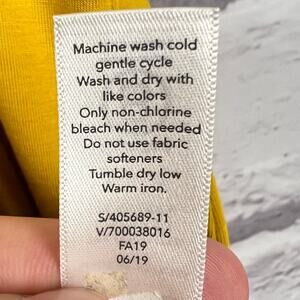 Machine wash cold
gentle cycle
Wash and dry with
like colors
Only non-chlorine
bleach when needed
Do not use fabric
softeners
Tumble dry low
Warm iron.
S/405689-11
V/700038016
FA19
06/19